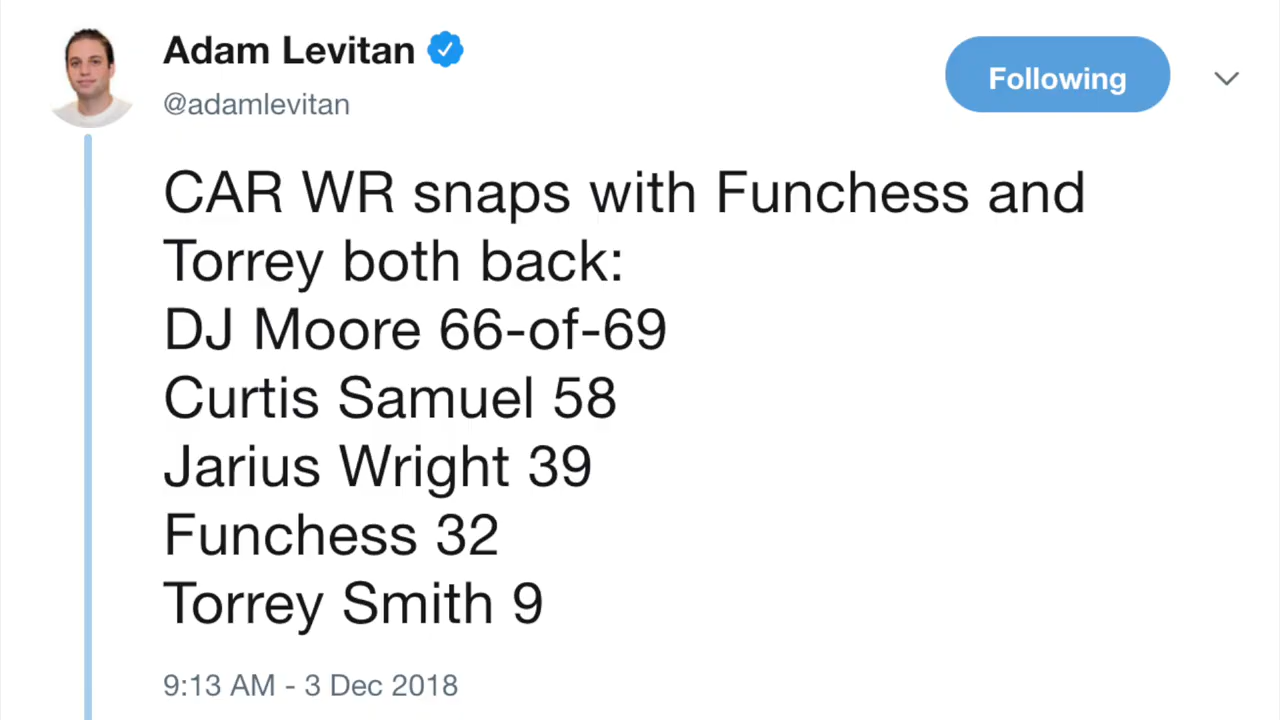 Adam Levitan
@adamlevitan
Following
CAR WR snaps with Funchess and
Torrey both back:
DJ Moore 66-of-69
Curtis Samuel 58
Jarius Wright 39
Funchess 32
Torrey Smith 9
9:13 AM - 3 Dec 2018